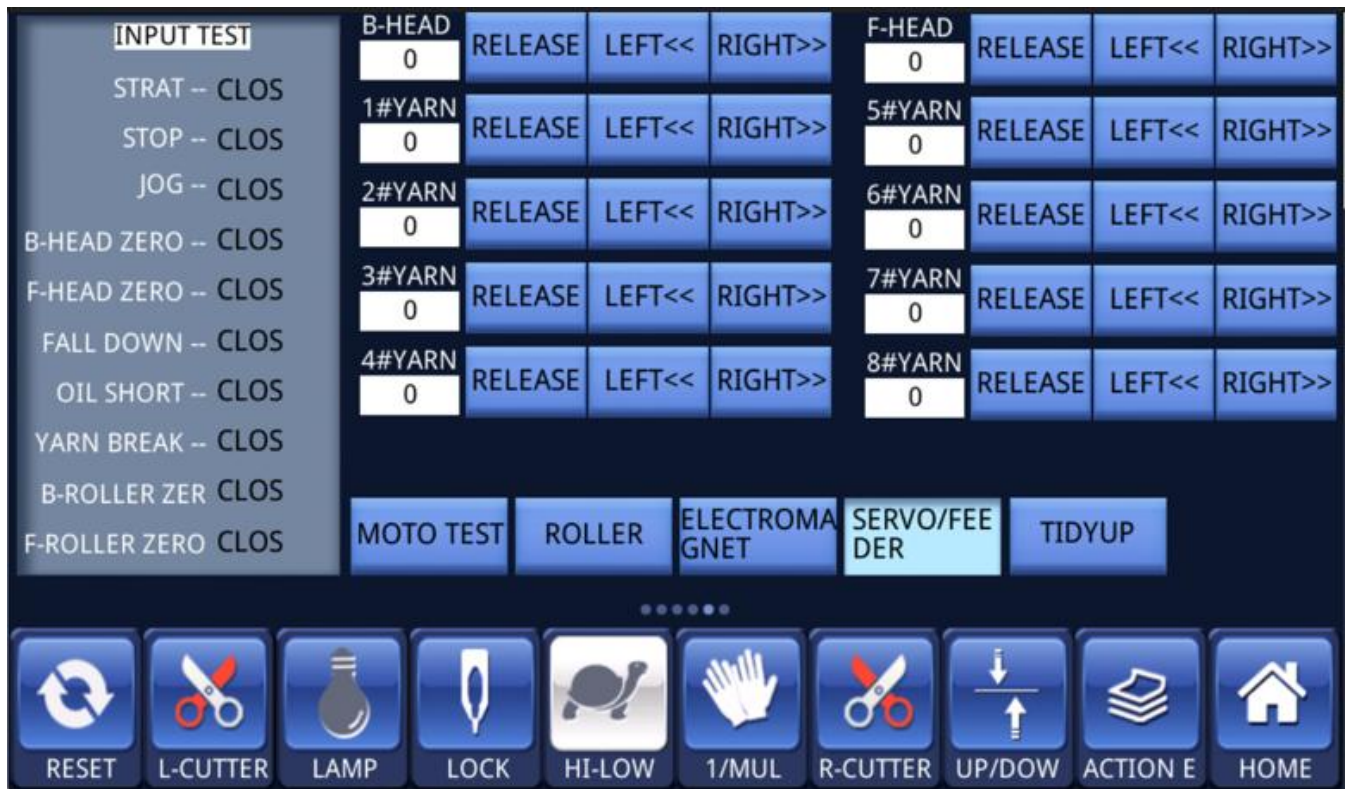 INPUT TEST
STRAT -- CLOS
STOP -- CLOS
JOG -- CLOS
B-HEAD ZERO -- CLOS
F-HEAD ZERO -- CLOS
FALL DOWN -- CLOS
OIL SHORT -- CLOS
YARN BREAK -- CLOS
B-ROLLER ZER CLOS
F-ROLLER ZERO CLOS
B-HEAD
0
RELEASE LEFT<< RIGHT>>
1#YARN
0
RELEASE LEFT<< RIGHT>>
2#YARN
0
RELEASE LEFT<< RIGHT>>
3#YARN
0
RELEASE LEFT<< RIGHT>>
4#YARN
0
RELEASE LEFT<< RIGHT>>
F-HEAD
0
RELEASE LEFT<< RIGHT>>
5#YARN
0
RELEASE LEFT<< RIGHT>>
6#YARN
0
RELEASE LEFT<< RIGHT>>
7#YARN
0
RELEASE LEFT<< RIGHT>>
8#YARN
0
RELEASE LEFT<< RIGHT>>
MOTO TEST
ROLLER
ELECTROMA
GNET
SERVO/FEE
DER
TIDYUP
RESET
L-CUTTER
LAMP
LOCK
HI-LOW
1/MUL
R-CUTTER
UP/DOW
ACTION E
HOME